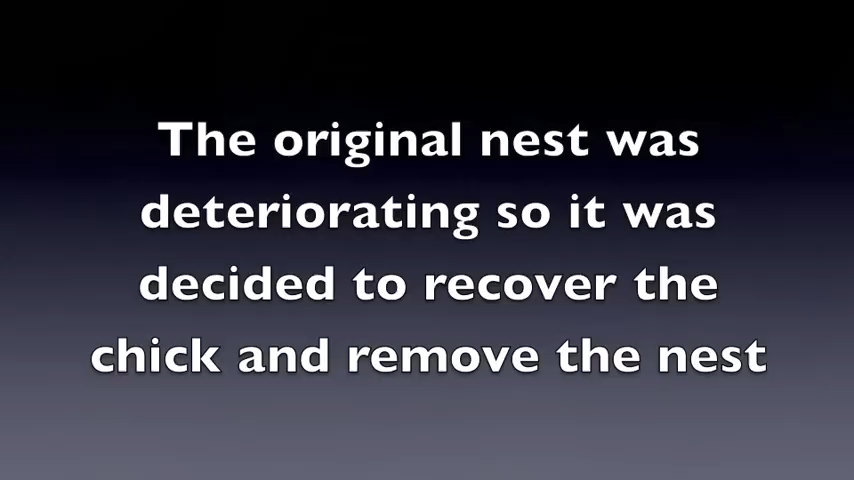 The original nest was
deteriorating so it was
decided to recover the
chick and remove the nest